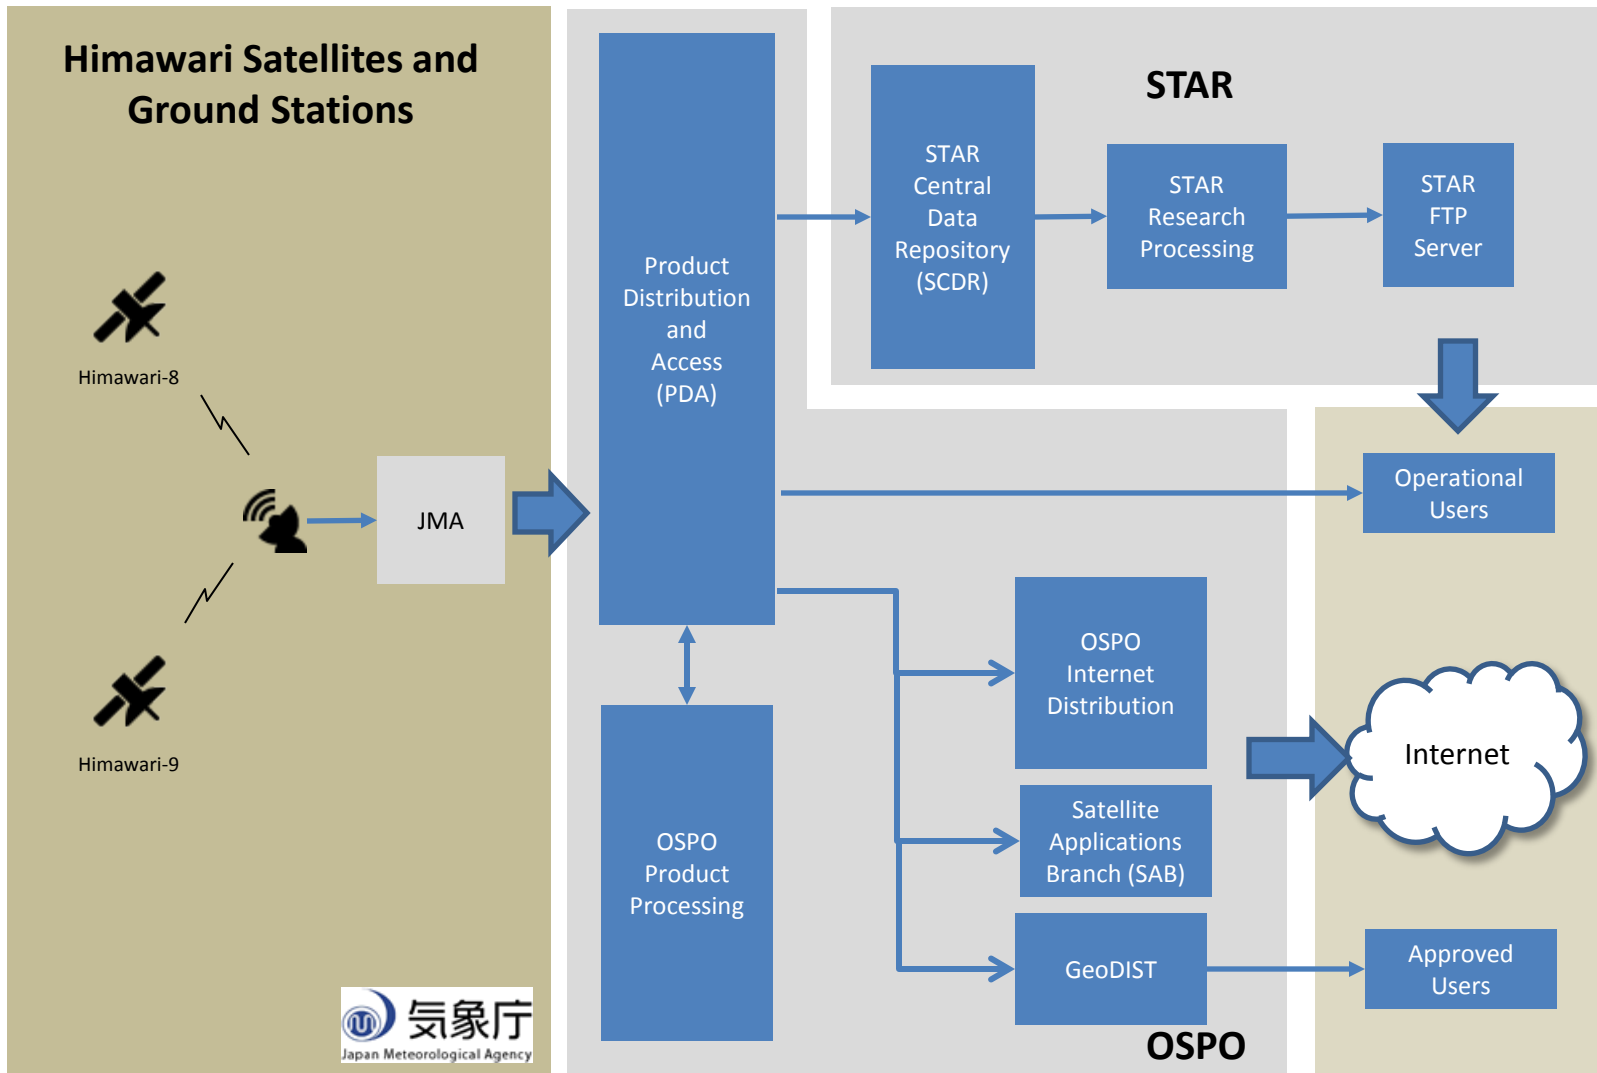 Himawari Satellites and
Ground Stations
Himawari-8
JMA
Himawari-9
気象庁
Japan Meteorological Agency
Product
Distribution
and
Access
(PDA)
OSPO
Product
Processing
STAR
STAR
Central
Data
Repository
(SCDR)
STAR
Research
Processing
STAR
FTP
Server
Operational
Users
OSPO
Internet
Distribution
Internet
Satellite
Applications
Branch (SAB)
GeoDIST
Approved
Users
OSPO